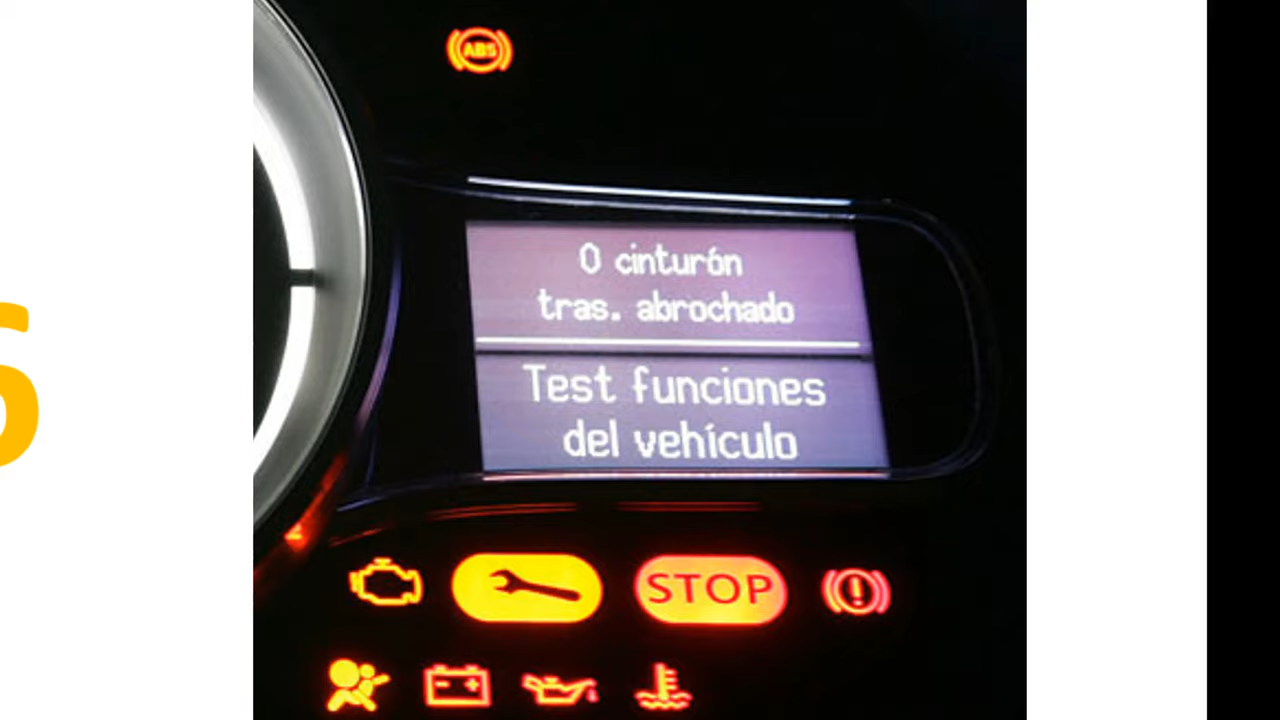 ABS
0 cinturón
tras. abrochado
Test funciones
del vehículo
STOP